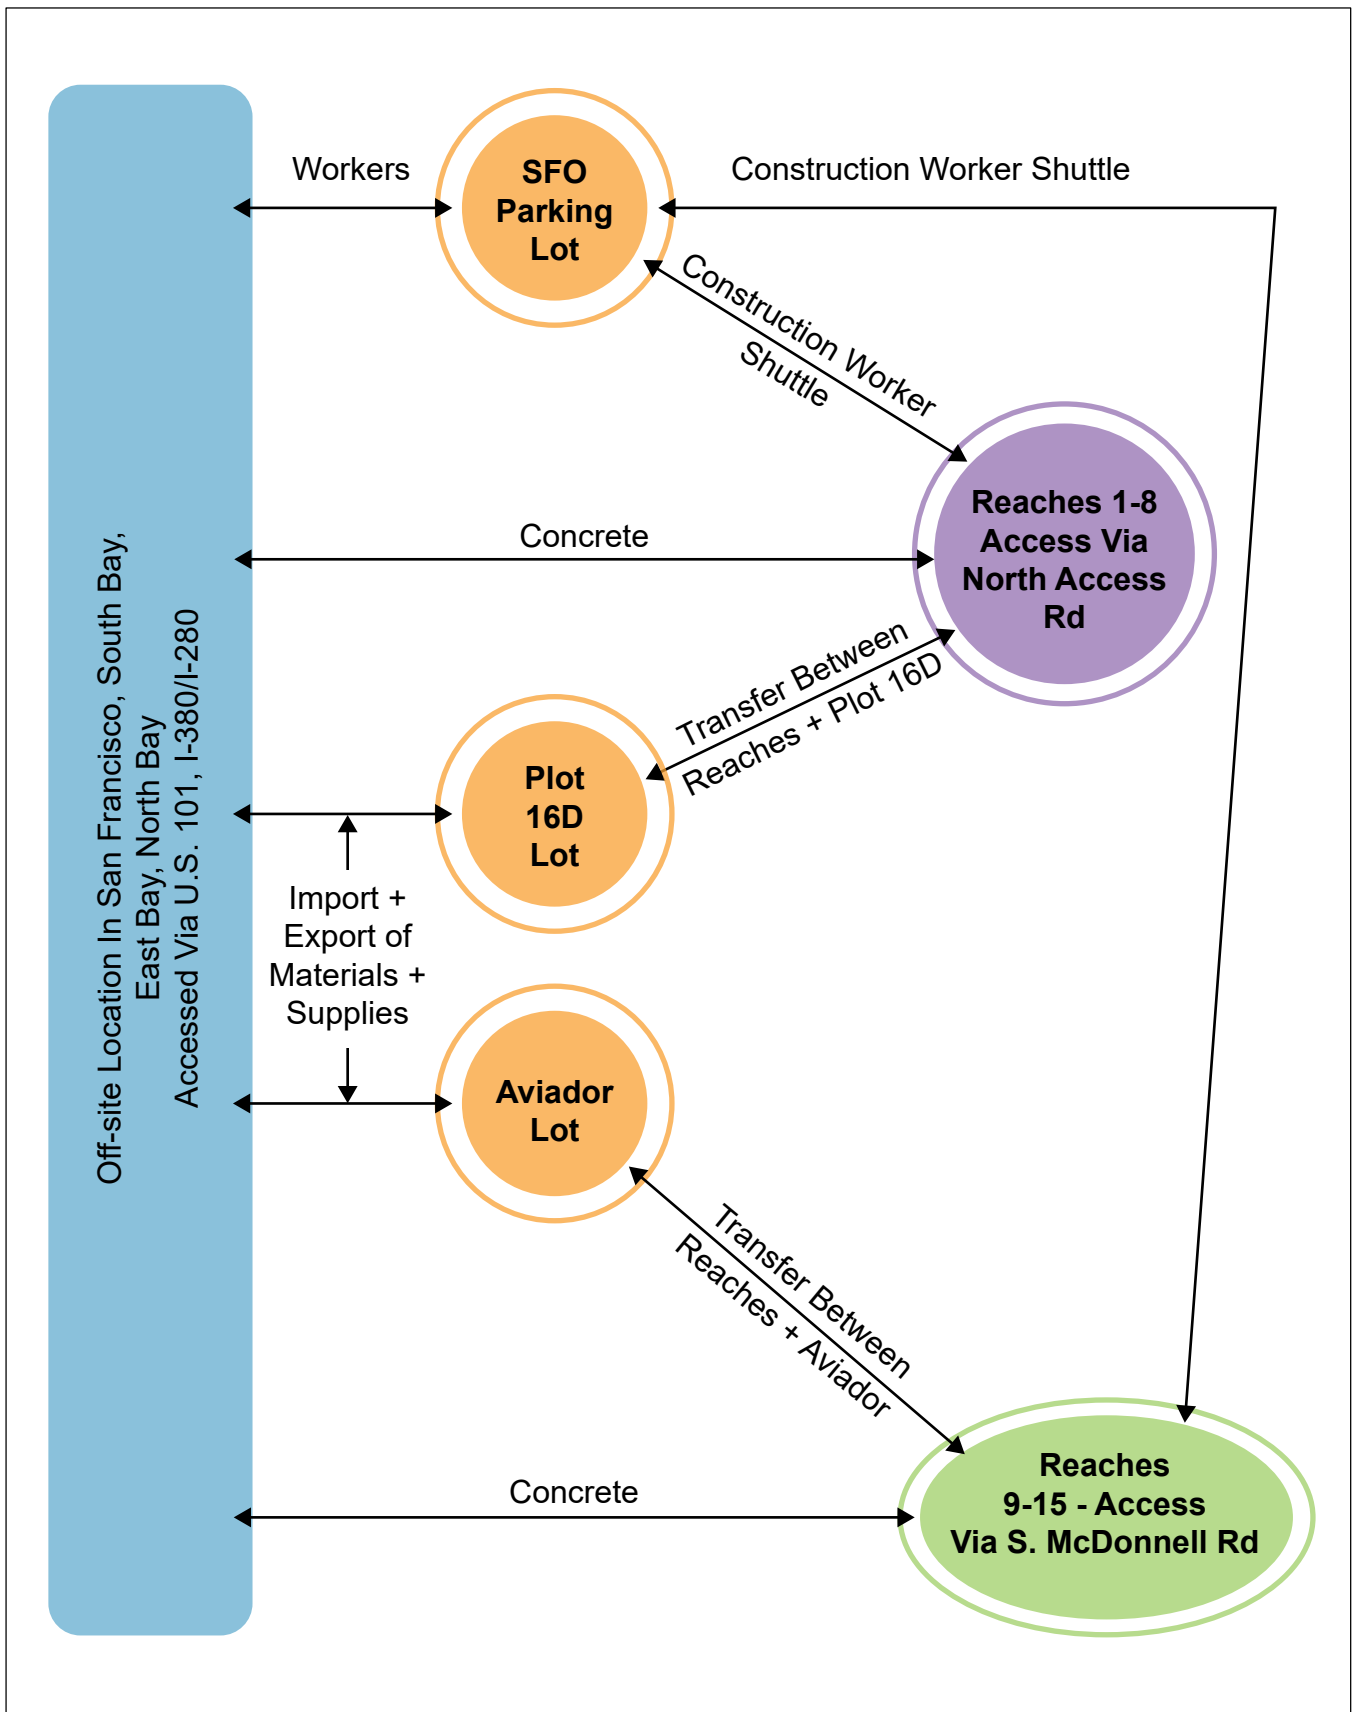 Workers
SFO
Parking
Lot
Construction Worker Shuttle
Construction Worker
Shuttle
Reaches 1-8
Access Via
North Access
Rd
Concrete
Off-site Location In San Francisco, South Bay,
East Bay, North Bay
Accessed Via U.S. 101, I-380/I-280
Transfer Between
Reaches + Plot 16D
Plot
16D
Lot
Import +
Export of
Materials +
Supplies
Aviador
Lot
Transfer Between
Reaches + Aviador
Concrete
Reaches
9-15 - Access
Via S. McDonnell Rd